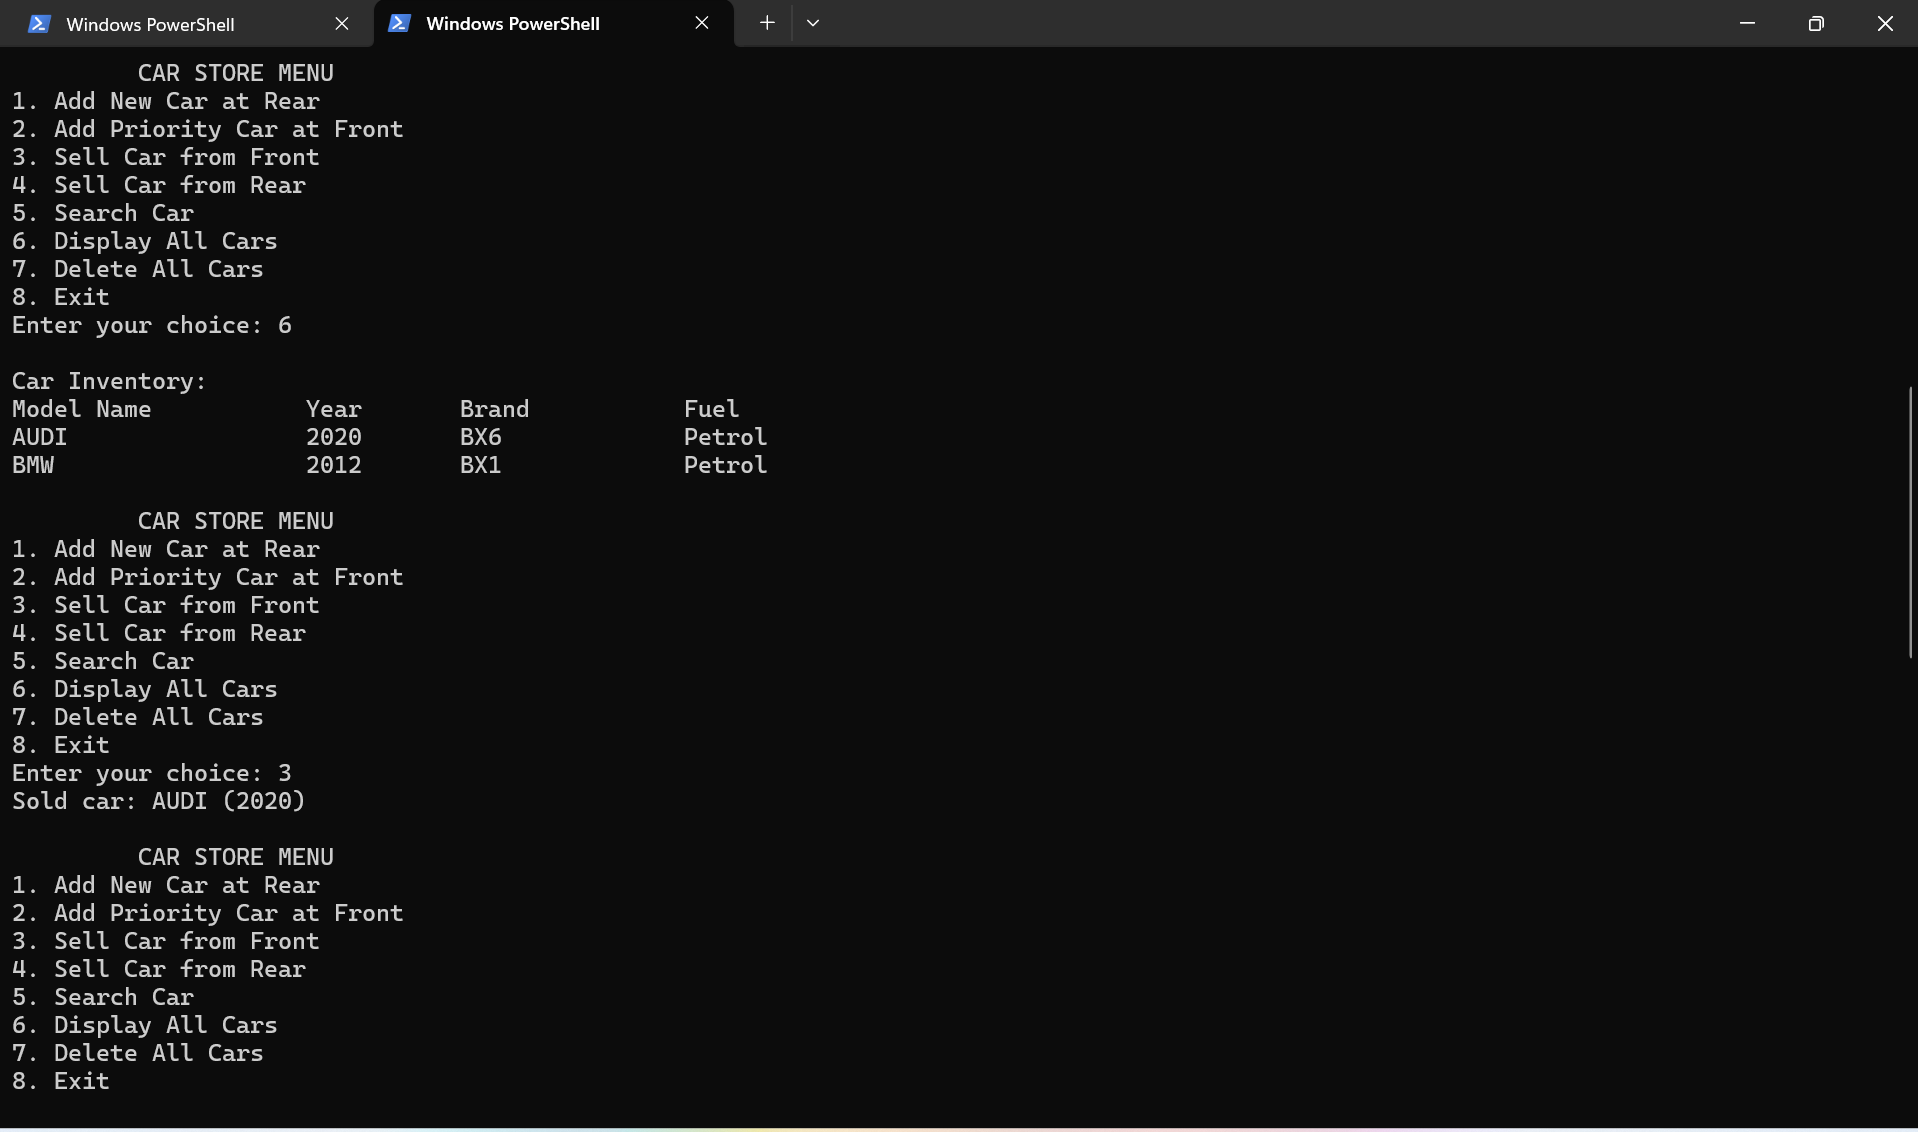 Windows PowerShell
Windows PowerShell
CAR STORE MENU
1. Add New Car at Rear
2. Add Priority Car at Front
3. Sell Car from Front
4. Sell Car from Rear
5. Search Car
6. Display All Cars
7. Delete All Cars
8. Exit
Enter your choice: 6
Car Inventory:
Model Name Year Brand Fuel
AUDI 2020 BX6 Petrol
BMW 2012 BX1 Petrol
CAR STORE MENU
1. Add New Car at Rear
2. Add Priority Car at Front
3. Sell Car from Front
4. Sell Car from Rear
5. Search Car
6. Display All Cars
7. Delete All Cars
8. Exit
Enter your choice: 3
Sold car: AUDI (2020)
CAR STORE MENU
1. Add New Car at Rear
2. Add Priority Car at Front
3. Sell Car from Front
4. Sell Car from Rear
5. Search Car
6. Display All Cars
7. Delete All Cars
8. Exit